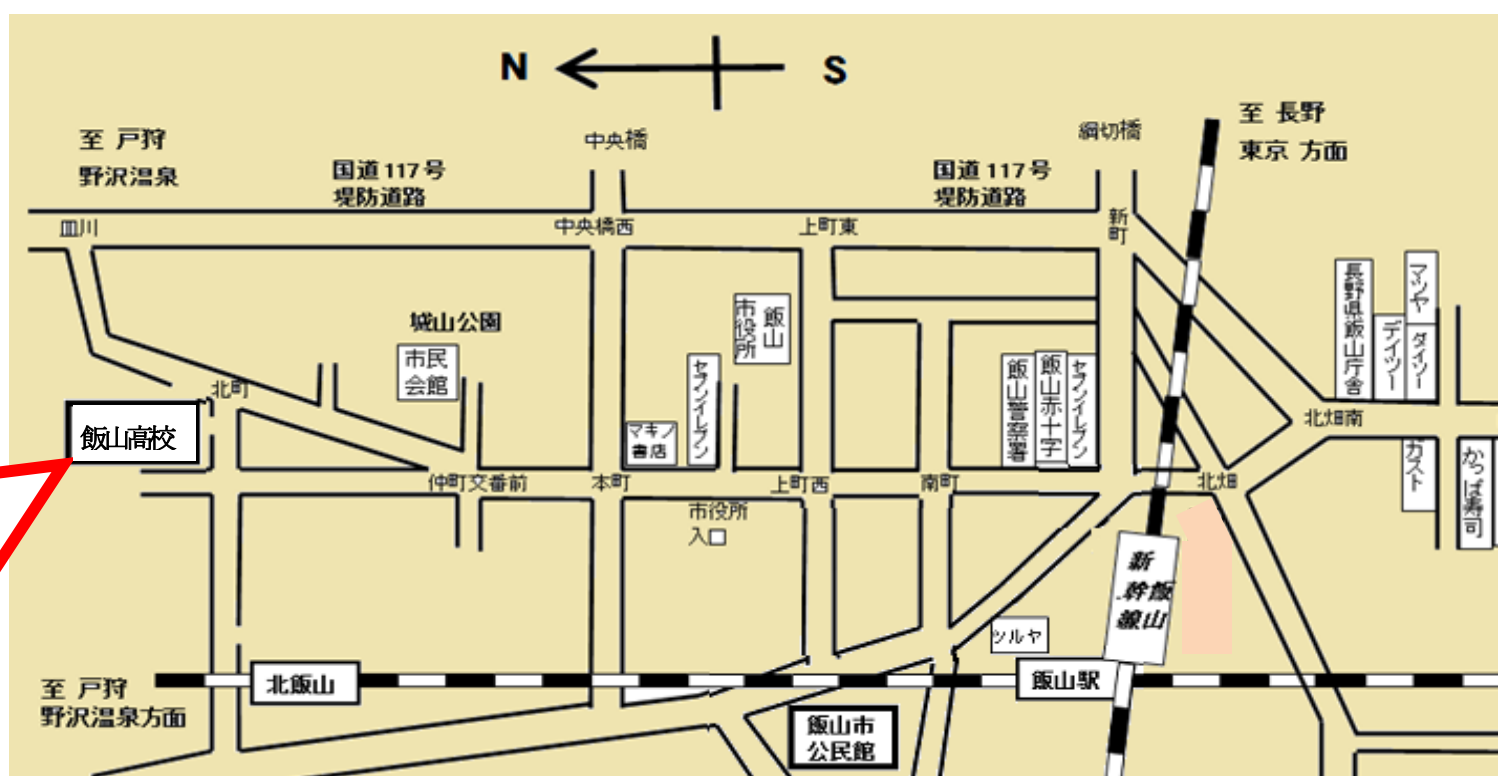 N S
至 戸狩
野沢温泉
国道117号
堤防道路
中央橋
国道117号
堤防道路
綱切橋
至 長野
東京 方面
皿川
中央橋西
上町東
新町
城山公園
市民
会館
飯山
市役所
セブンイレブン
マキノ
書店
飯山警察署
飯山赤十字
セブンイレブン
長野県飯山庁舎
マツヤ
デイツー
ダイソー
北町
飯山高校
北畑南
ガスト
かっぱ寿司
仲町交番前
本町
上町西
南町
北畑
市役所
入口
新幹線
飯山
ツルヤ
北飯山
飯山駅
至 戸狩
野沢温泉方面
飯山市
公民館